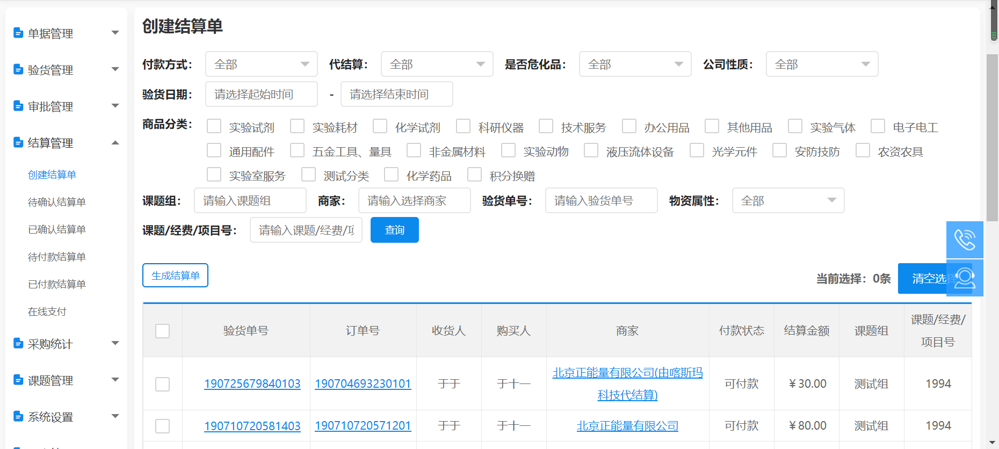 单据管理
验货管理
审批管理
结算管理
创建结算单
待确认结算单
已确认结算单
待付款结算单
已付款结算单
在线支付
采购统计
课题管理
系统设置
创建结算单
付款方式： 全部 代结算： 全部 是否危化品： 全部 公司性质： 全部
验货日期： 请选择起始时间 - 请选择结束时间
商品分类： 实验试剂 实验耗材 化学试剂 科研仪器 技术服务 办公用品 其他用品 实验气体 电子电工
通用配件 五金工具、量具 非金属材料 实验动物 液压流体设备 光学元件 安防技防 农资农具
实验室服务 测试分类 化学药品 积分换赠
课题组： 请输入课题组 商家： 请输入选择商家 验货单号： 请输入验货单号 物资属性： 全部
课题/经费/项目号： 请输入课题/经费/项 查询
生成结算单 当前选择：0条 清空选择
验货单号 订单号 收货人 购买人 商家 付款状态 结算金额 课题组 课题/经费/
项目号
190725679840103 190704693230101 于于 于十一 北京正能量有限公司(由喀斯玛 可付款 ¥30.00 测试组 1994
科技代结算)
190710720581403 190710720571201 于于 于十一 北京正能量有限公司 可付款 ¥80.00 测试组 1994